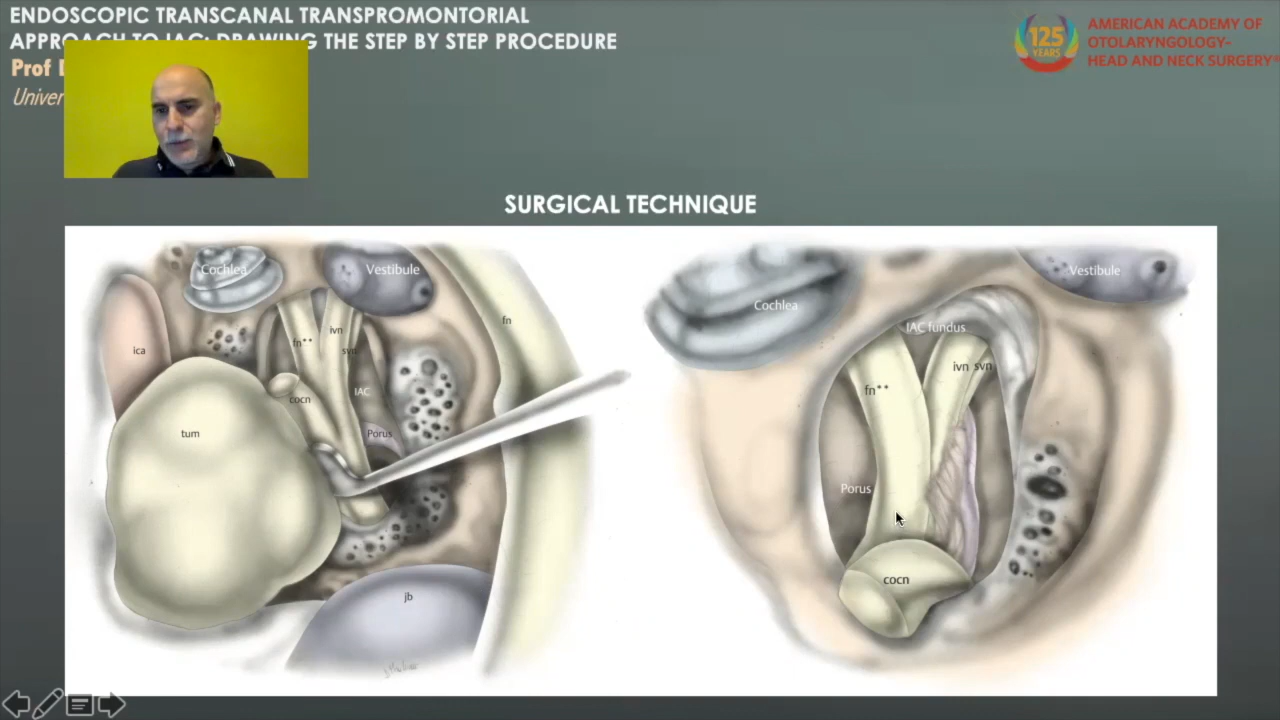 ENDOSCOPIC TRANSCANAL TRANSPROMONTORIAL
APPROACH TO IAC: DRAWING THE STEP BY STEP PROCEDURE
Prof
Univer
125
YEARS
AMERICAN ACADEMY OF
OTOLARYNGOLOGY-
HEAD AND NECK SURGERY®
SURGICAL TECHNIQUE
Cochlea
Vestibule
fn
ica
fn**
ivn
svn
cocn
IAC
tum
Porus
jb
Cochlea
Vestibule
IAC fundus
ivn svn
fn**
Porus
cocn